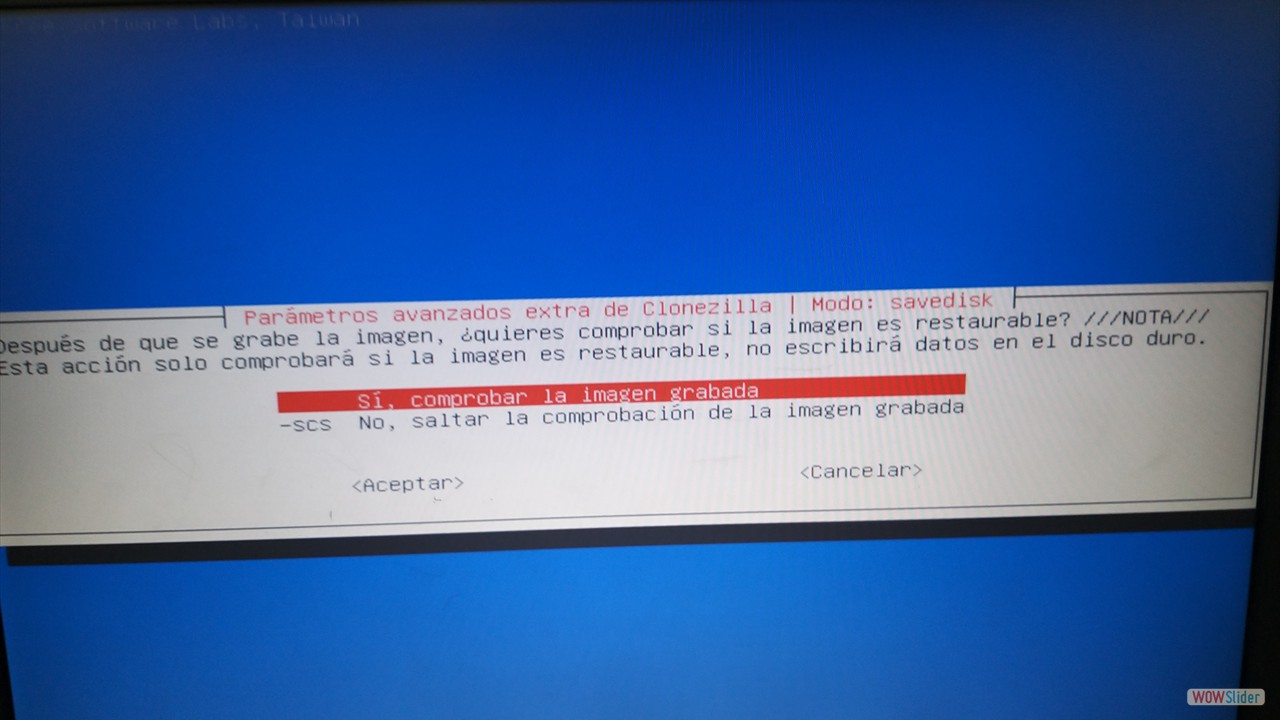 Software Labs, Taiwan
Parámetros avanzados extra de Clonezilla | Modo: savedisk
Después de que se grabe la imagen, ¿quieres comprobar si la imagen es restaurable? ///NOTA///
Esta acción solo comprobará si la imagen es restaurable, no escribirá datos en el disco duro.
Sí, comprobar la imagen grabada
-scs No, saltar la comprobación de la imagen grabada
<Aceptar> <Cancelar>
WOWSlider